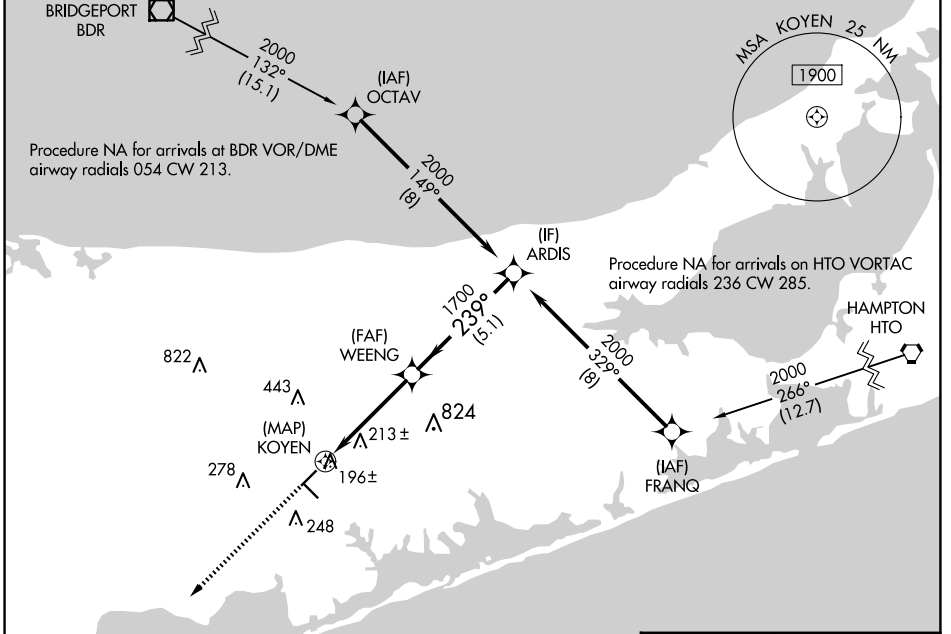 BRIDGEPORT
BDR
2000
132°
(15.1)
(IAF)
OCTAV
MSA KOYEN 25 NM
1900
Procedure NA for arrivals at BDR VOR/DME
airway radials 054 CW 213.
2000
149°
(8)
(IF)
ARDIS
Procedure NA for arrivals on HTO VORTAC
airway radials 236 CW 285.
HAMPTON
HTO
1700
239°
(5.1)
(FAF)
WEENG
2000
329°
(8)
2000
266°
(12.7)
822
443
824
(MAP)
KOYEN
213±
278
196±
248
(IAF)
FRANQ